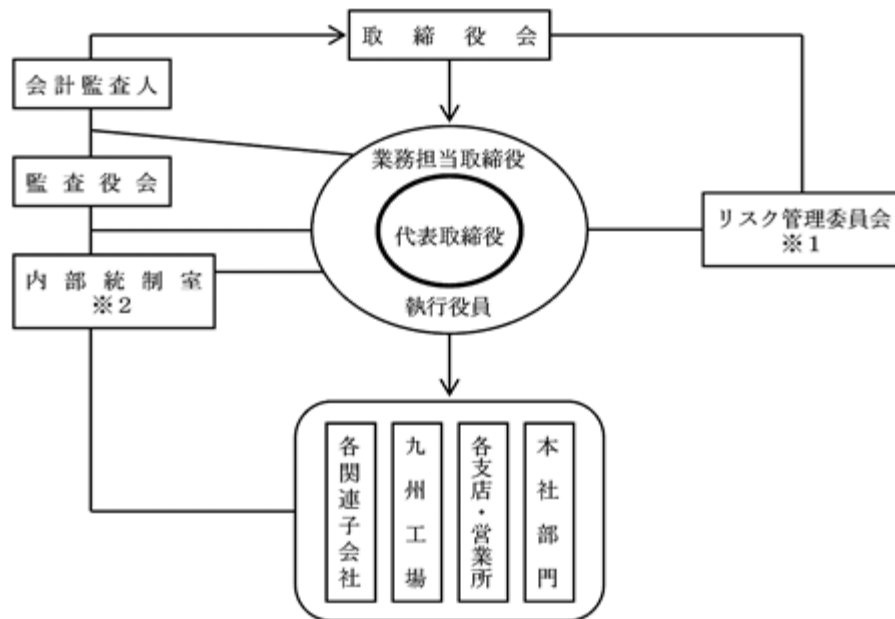 取締役会
会計監査人
業務担当取締役
監査役会
代表取締役
リスク管理委員会
※1
内部統制室
※2
執行役員
各関連子会社
九州工場
各支店・営業所
本社部門